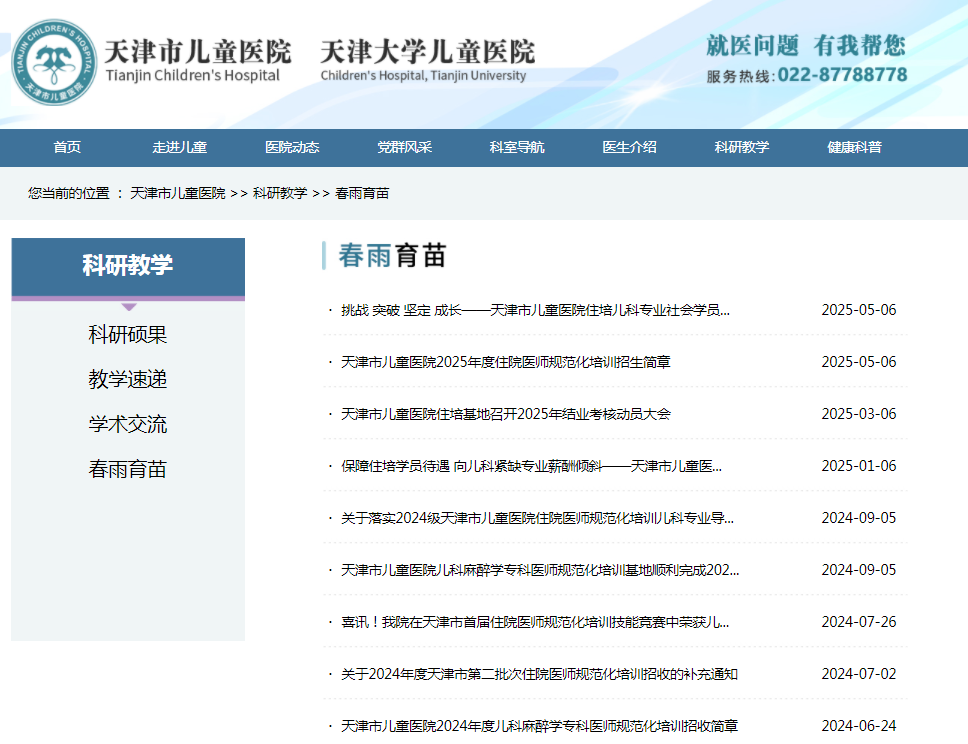 TIANJIN CHILDREN'S HOSPITAL
天津市儿童医院
天津市儿童医院 天津大学儿童医院
Tianjin Children's Hospital Children's Hospital, Tianjin University
就医问题 有我帮您
服务热线:022-87788778
首页 走进儿童 医院动态 党群风采 科室导航 医生介绍 科研教学 健康科普
您当前的位置 : 天津市儿童医院 >> 科研教学 >> 春雨育苗
科研教学
科研硕果
教学速递
学术交流
春雨育苗
春雨育苗
· 挑战 突破 坚定 成长——天津市儿童医院住培儿科专业社会学员... 2025-05-06
· 天津市儿童医院2025年度住院医师规范化培训招生简章 2025-05-06
· 天津市儿童医院住培基地召开2025年结业考核动员大会 2025-03-06
· 保障住培学员待遇 向儿科紧缺专业薪酬倾斜——天津市儿童医... 2025-01-06
· 关于落实2024级天津市儿童医院住院医师规范化培训儿科专业导... 2024-09-05
· 天津市儿童医院儿科麻醉学专科医师规范化培训基地顺利完成202... 2024-09-05
· 喜讯！我院在天津市首届住院医师规范化培训技能竞赛中荣获儿... 2024-07-26
· 关于2024年度天津市第二批次住院医师规范化培训招收的补充通知 2024-07-02
· 天津市儿童医院2024年度儿科麻醉学专科医师规范化培训招收简章 2024-06-24